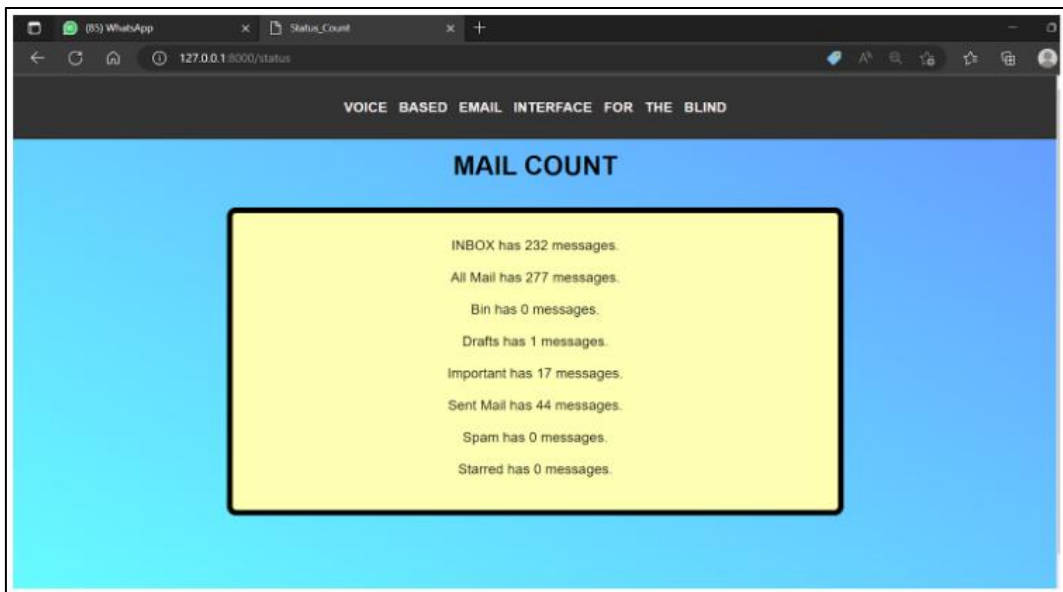 (85) WhatsApp
Status_Count
127.0.0.1:8000/status
VOICE BASED EMAIL INTERFACE FOR THE BLIND
MAIL COUNT
INBOX has 232 messages.
All Mail has 277 messages.
Bin has 0 messages.
Drafts has 1 messages.
Important has 17 messages.
Sent Mail has 44 messages.
Spam has 0 messages.
Starred has 0 messages.